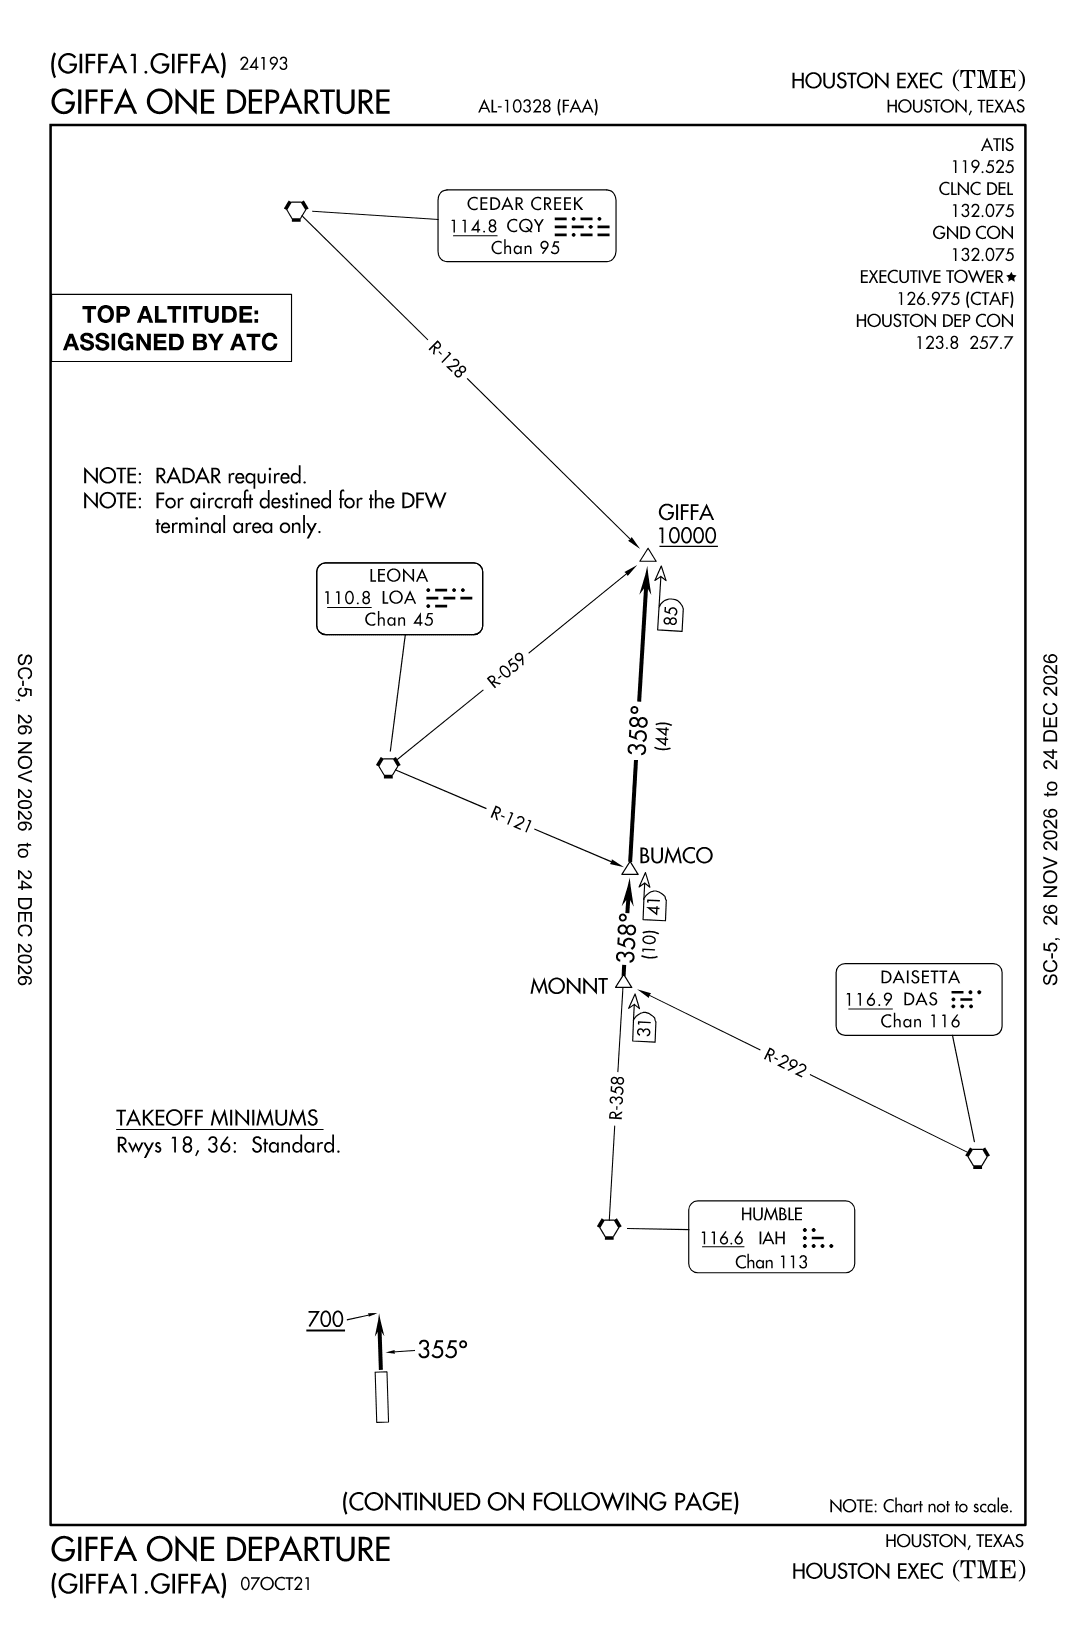 (GIFFA1.GIFFA) 24193
GIFFA ONE DEPARTURE
AL-10328 (FAA)
HOUSTON EXEC (TME)
HOUSTON, TEXAS
ATIS
119.525
CLNC DEL
132.075
GND CON
132.075
EXECUTIVE TOWER★
126.975 (CTAF)
HOUSTON DEP CON
123.8 257.7
CEDAR CREEK
114.8 CQY
Chan 95
TOP ALTITUDE:
ASSIGNED BY ATC
R-128
NOTE: RADAR required.
NOTE: For aircraft destined for the DFW
terminal area only.
GIFFA
10000
LEONA
110.8 LOA
Chan 45
85
R-059
358°
(44)
R-121
BUMCO
41
358°
(10)
MONNT
31
DAISETTA
116.9 DAS
Chan 116
R-292
R-358
TAKEOFF MINIMUMS
Rwys 18, 36: Standard.
HUMBLE
116.6 IAH
Chan 113
700
355°
(CONTINUED ON FOLLOWING PAGE)
NOTE: Chart not to scale.
SC-5, 26 NOV 2026 to 24 DEC 2026
SC-5, 26 NOV 2026 to 24 DEC 2026
GIFFA ONE DEPARTURE
(GIFFA1.GIFFA) 07OCT21
HOUSTON, TEXAS
HOUSTON EXEC (TME)